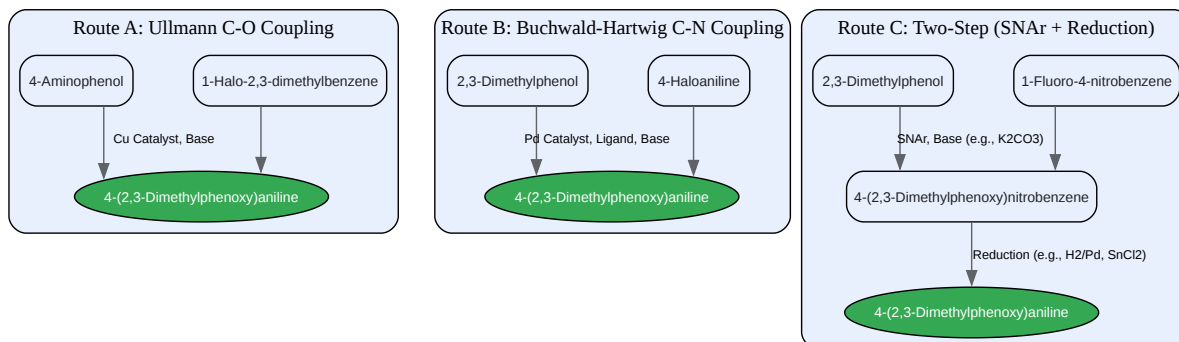 Route A: Ullmann C-O Coupling
4-Aminophenol
1-Halo-2,3-dimethylbenzene
Cu Catalyst, Base
4-(2,3-Dimethylphenoxy)aniline
Route B: Buchwald-Hartwig C-N Coupling
2,3-Dimethylphenol
4-Haloaniline
Pd Catalyst, Ligand, Base
4-(2,3-Dimethylphenoxy)aniline
Route C: Two-Step (SNAr + Reduction)
2,3-Dimethylphenol
1-Fluoro-4-nitrobenzene
SNAr, Base (e.g., K2CO3)
4-(2,3-Dimethylphenoxy)nitrobenzene
Reduction (e.g., H2/Pd, SnCl2)
4-(2,3-Dimethylphenoxy)aniline